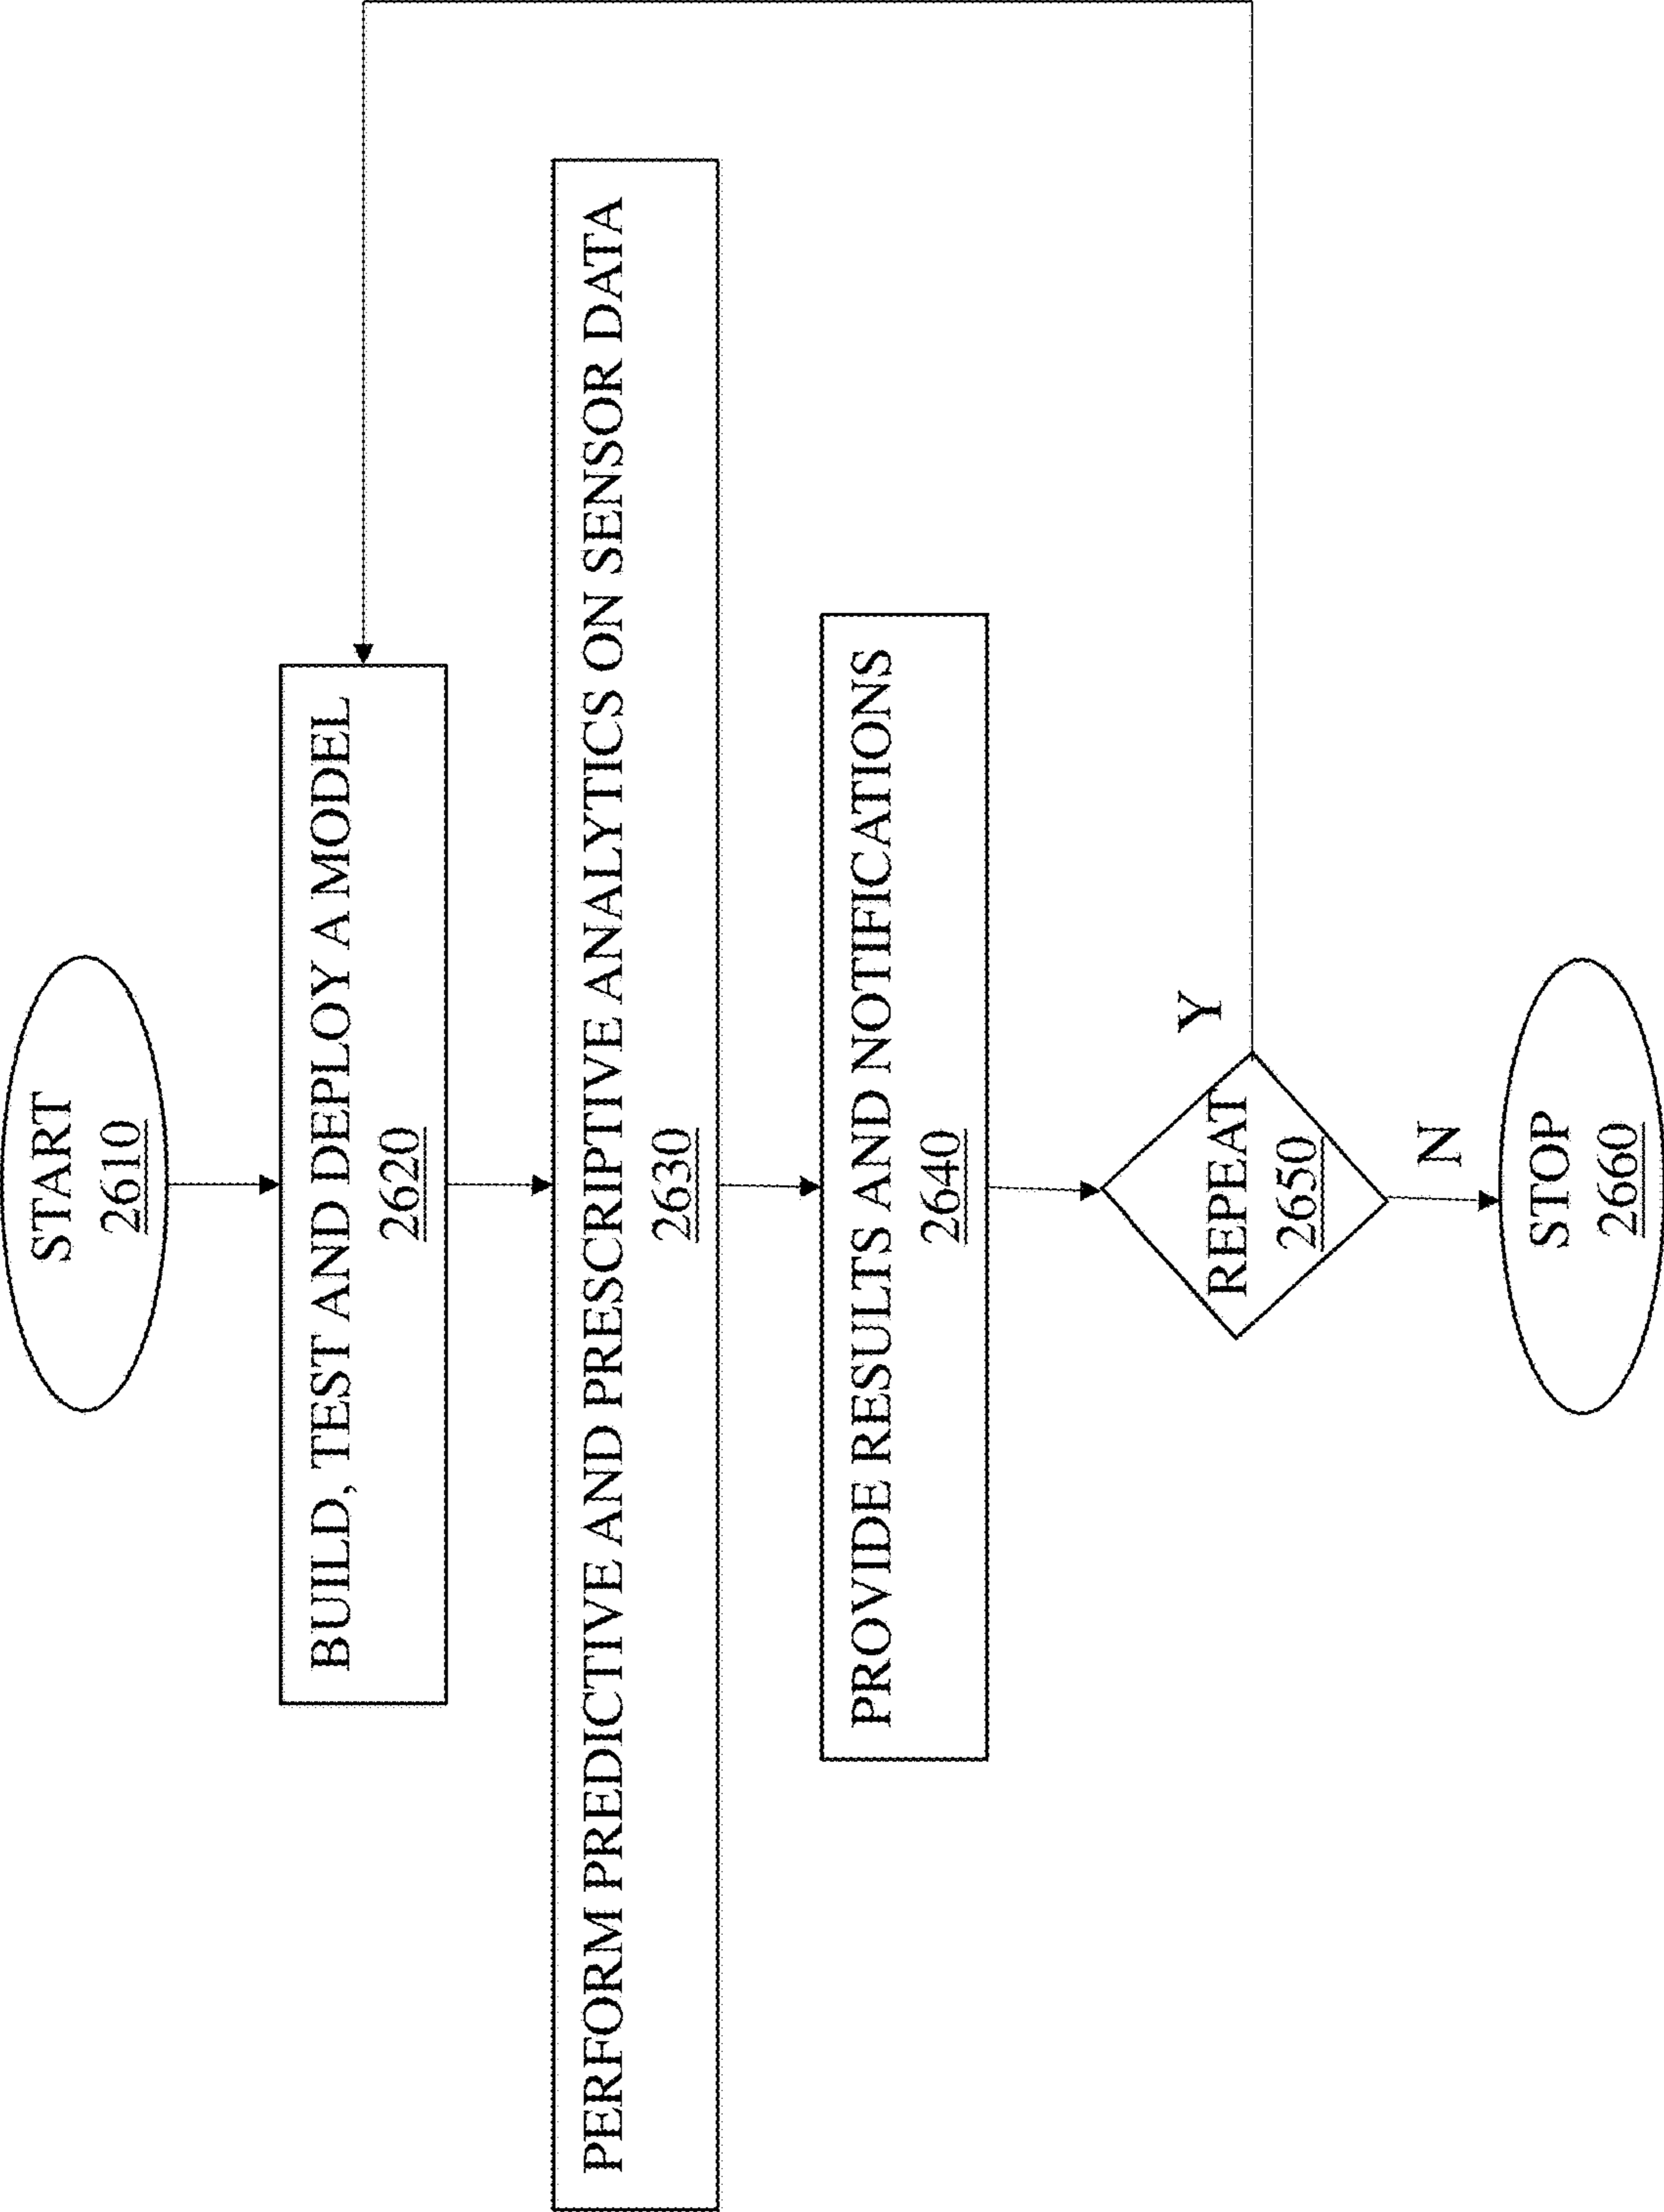 START
2610
BUILD, TEST AND DEPLOY A MODEL
2620
PERFORM PREDICTIVE AND PRESCRIPTIVE ANALYTICS ON SENSOR DATA
2630
PROVIDE RESULTS AND NOTIFICATIONS
2640
REPEAT
2650
Y
N
STOP
2660